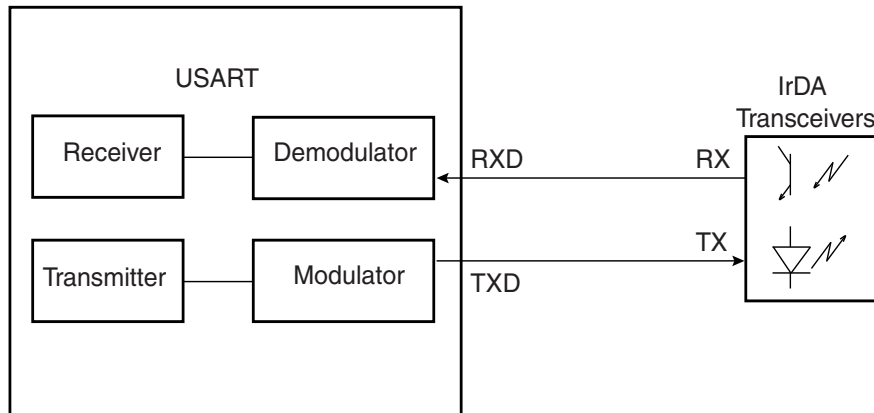 USART
IrDA
Transceivers
Receiver
Demodulator
RXD
RX
Transmitter
Modulator
TXD
TX